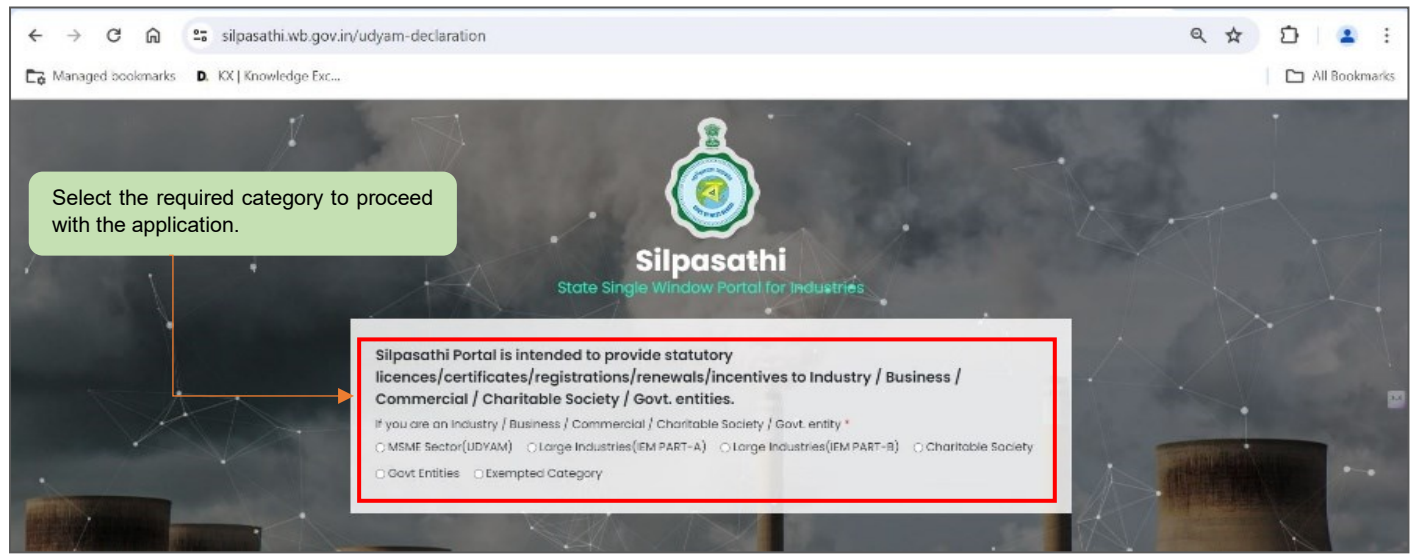 silpasathi.wb.gov.in/udyam-declaration
Managed bookmarks D. KX | Knowledge Exc... All Bookmarks
Select the required category to proceed
with the application.
Silpasathi
State Single Window Portal for Industries
Silpasathi Portal is intended to provide statutory
licences/certificates/registrations/renewals/incentives to Industry / Business /
Commercial / Charitable Society / Govt. entities.
If you are an Industry / Business / Commercial / Charitable Society / Govt. entity *
MSME Sector(UDYAM) Large Industries(IEM PART-A) Large Industries(IEM PART-B) Charitable Society
Govt Entities Exempted Category